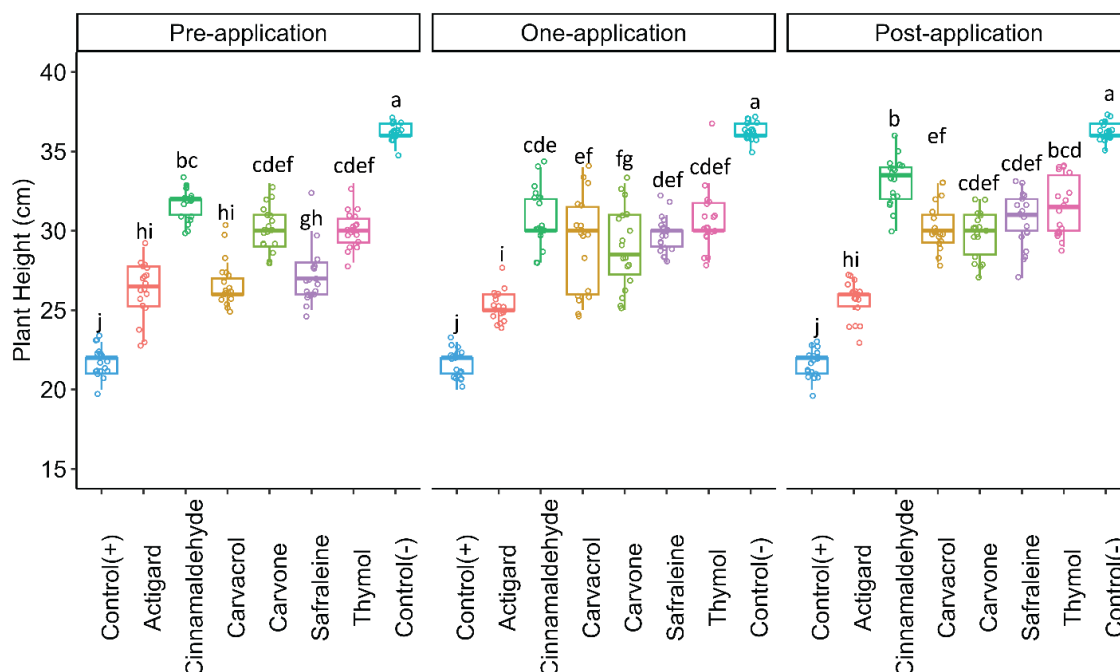 Pre-application One-application Post-application
Plant Height (cm)
40
35
30
25
20
15
j hi bc hi cdef gh cdef a
j i cde ef fg def cdef a
j hi b ef cdef cdef bcd a
Control(+) Actigard Cinnamaldehyde Carvacrol Carvone Safraleine Thymol Control(-)
Control(+) Actigard Cinnamaldehyde Carvacrol Carvone Safraleine Thymol Control(-)
Control(+) Actigard Cinnamaldehyde Carvacrol Carvone Safraleine Thymol Control(-)